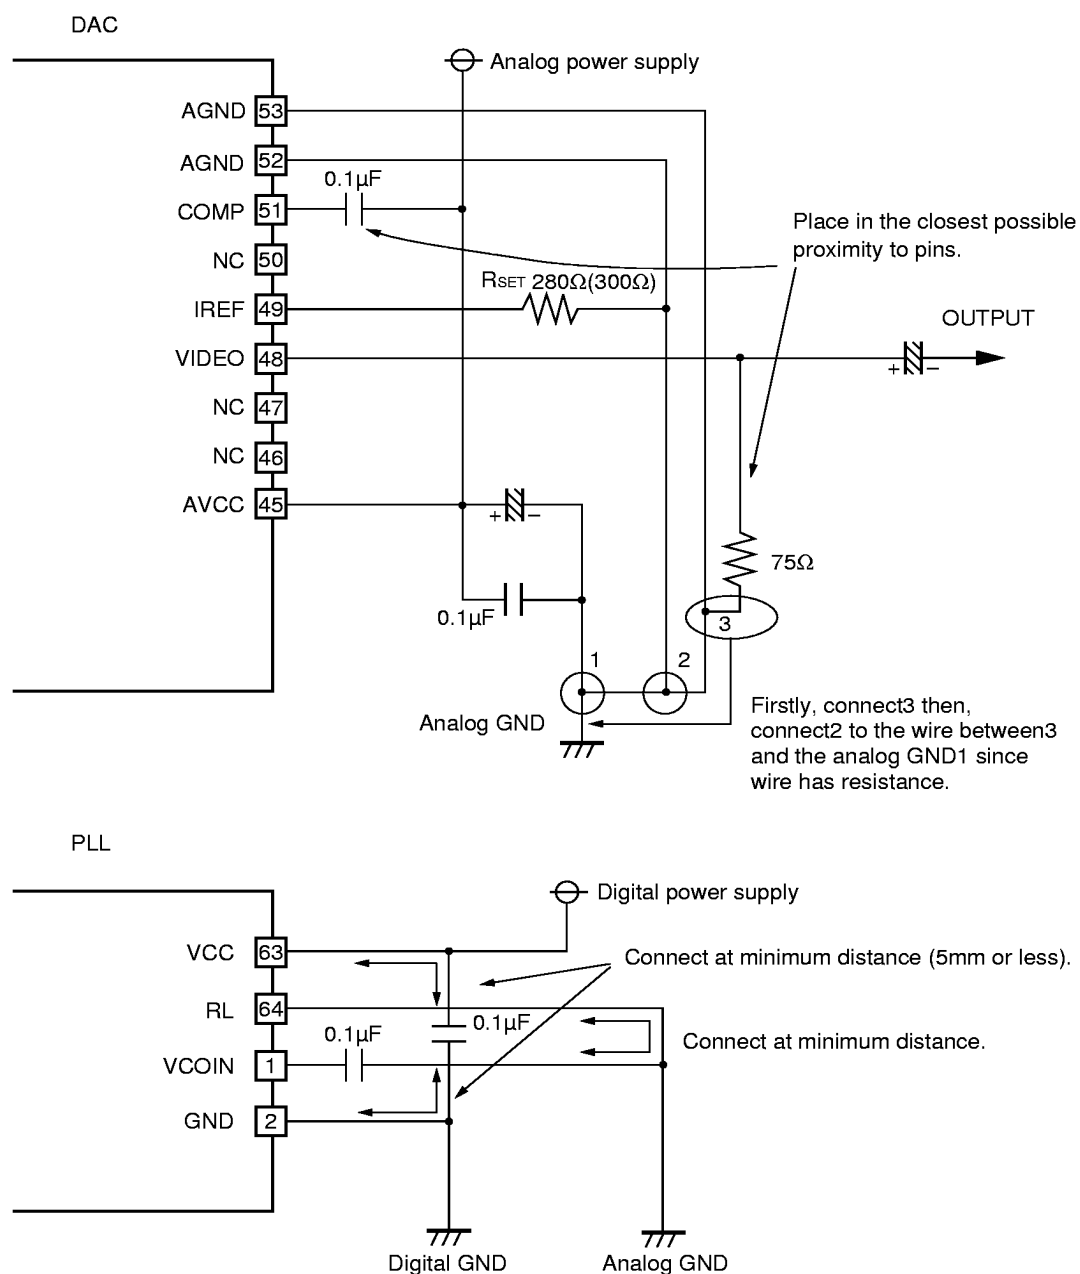 DAC
Analog power supply
AGND 53
AGND 52
0.1µF
COMP 51
Place in the closest possible
proximity to pins.
NC 50
RSET 280Ω(300Ω)
IREF 49
OUTPUT
VIDEO 48
+ −
NC 47
NC 46
AVCC 45
+ −
75Ω
0.1µF
3
1
2
Analog GND
Firstly, connect3 then,
connect2 to the wire between3
and the analog GND1 since
wire has resistance.
PLL
Digital power supply
VCC 63
Connect at minimum distance (5mm or less).
RL 64
0.1µF
0.1µF
Connect at minimum distance.
VCOIN 1
GND 2
Digital GND
Analog GND